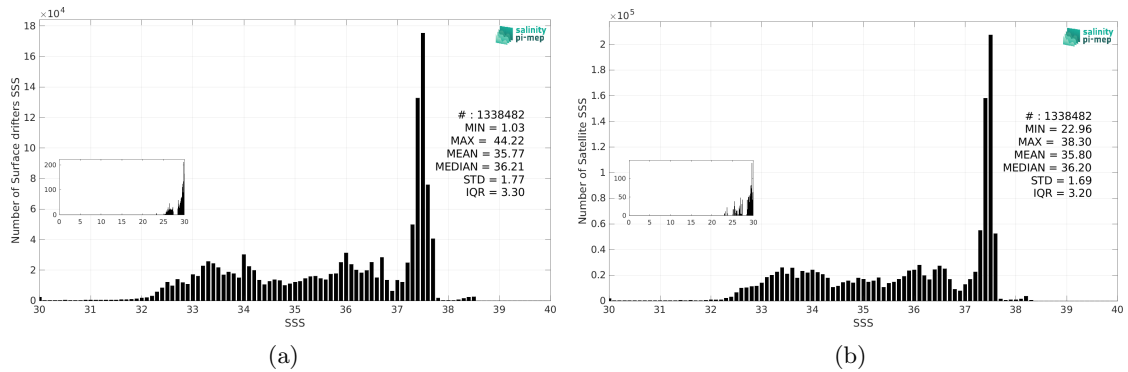 ×10⁴
18
16
14
12
10
8
6
4
2
0
Number of Surface drifters SSS
30 31 32 33 34 35 36 37 38 39 40
SSS
salinity
pi-mep
# : 1338482
MIN = 1.03
MAX = 44.22
MEAN = 35.77
MEDIAN = 36.21
STD = 1.77
IQR = 3.30
200
100
0
0 5 10 15 20 25 30
(a)
×10⁵
2
1.8
1.6
1.4
1.2
1
0.8
0.6
0.4
0.2
0
Number of Satellite SSS
30 31 32 33 34 35 36 37 38 39 40
SSS
salinity
pi-mep
# : 1338482
MIN = 22.96
MAX = 38.30
MEAN = 35.80
MEDIAN = 36.20
STD = 1.69
IQR = 3.20
100
50
0
0 5 10 15 20 25 30
(b)